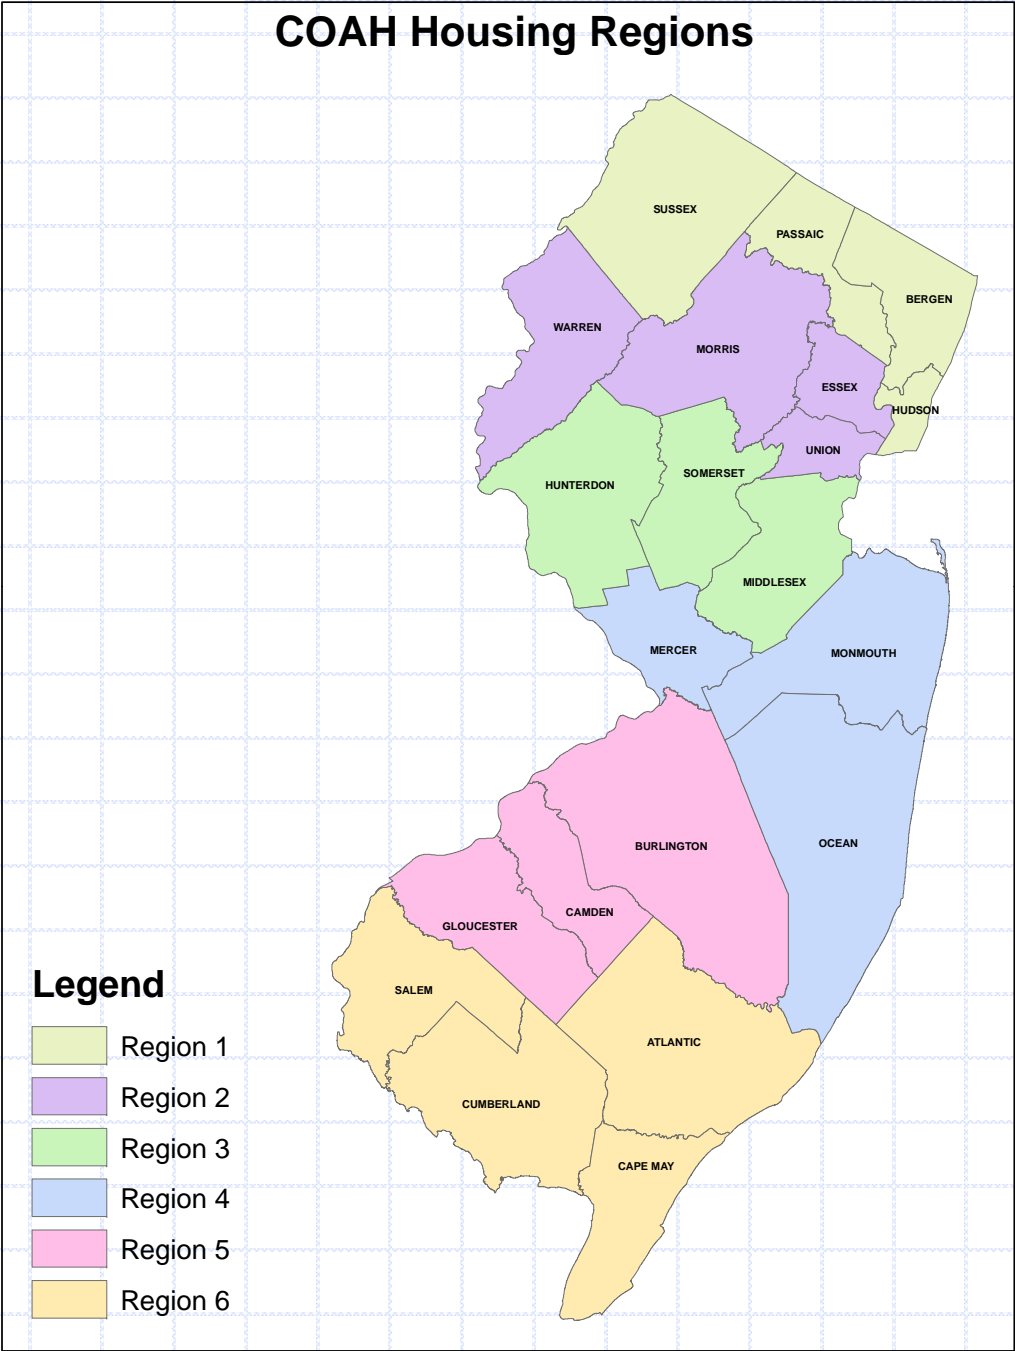 COAH Housing Regions
SUSSEX
PASSAIC
BERGEN
WARREN
MORRIS
ESSEX
HUDSON
UNION
SOMERSET
HUNTERDON
MIDDLESEX
MERCER
MONMOUTH
OCEAN
BURLINGTON
CAMDEN
GLOUCESTER
SALEM
ATLANTIC
CUMBERLAND
CAPE MAY
Legend
Region 1
Region 2
Region 3
Region 4
Region 5
Region 6